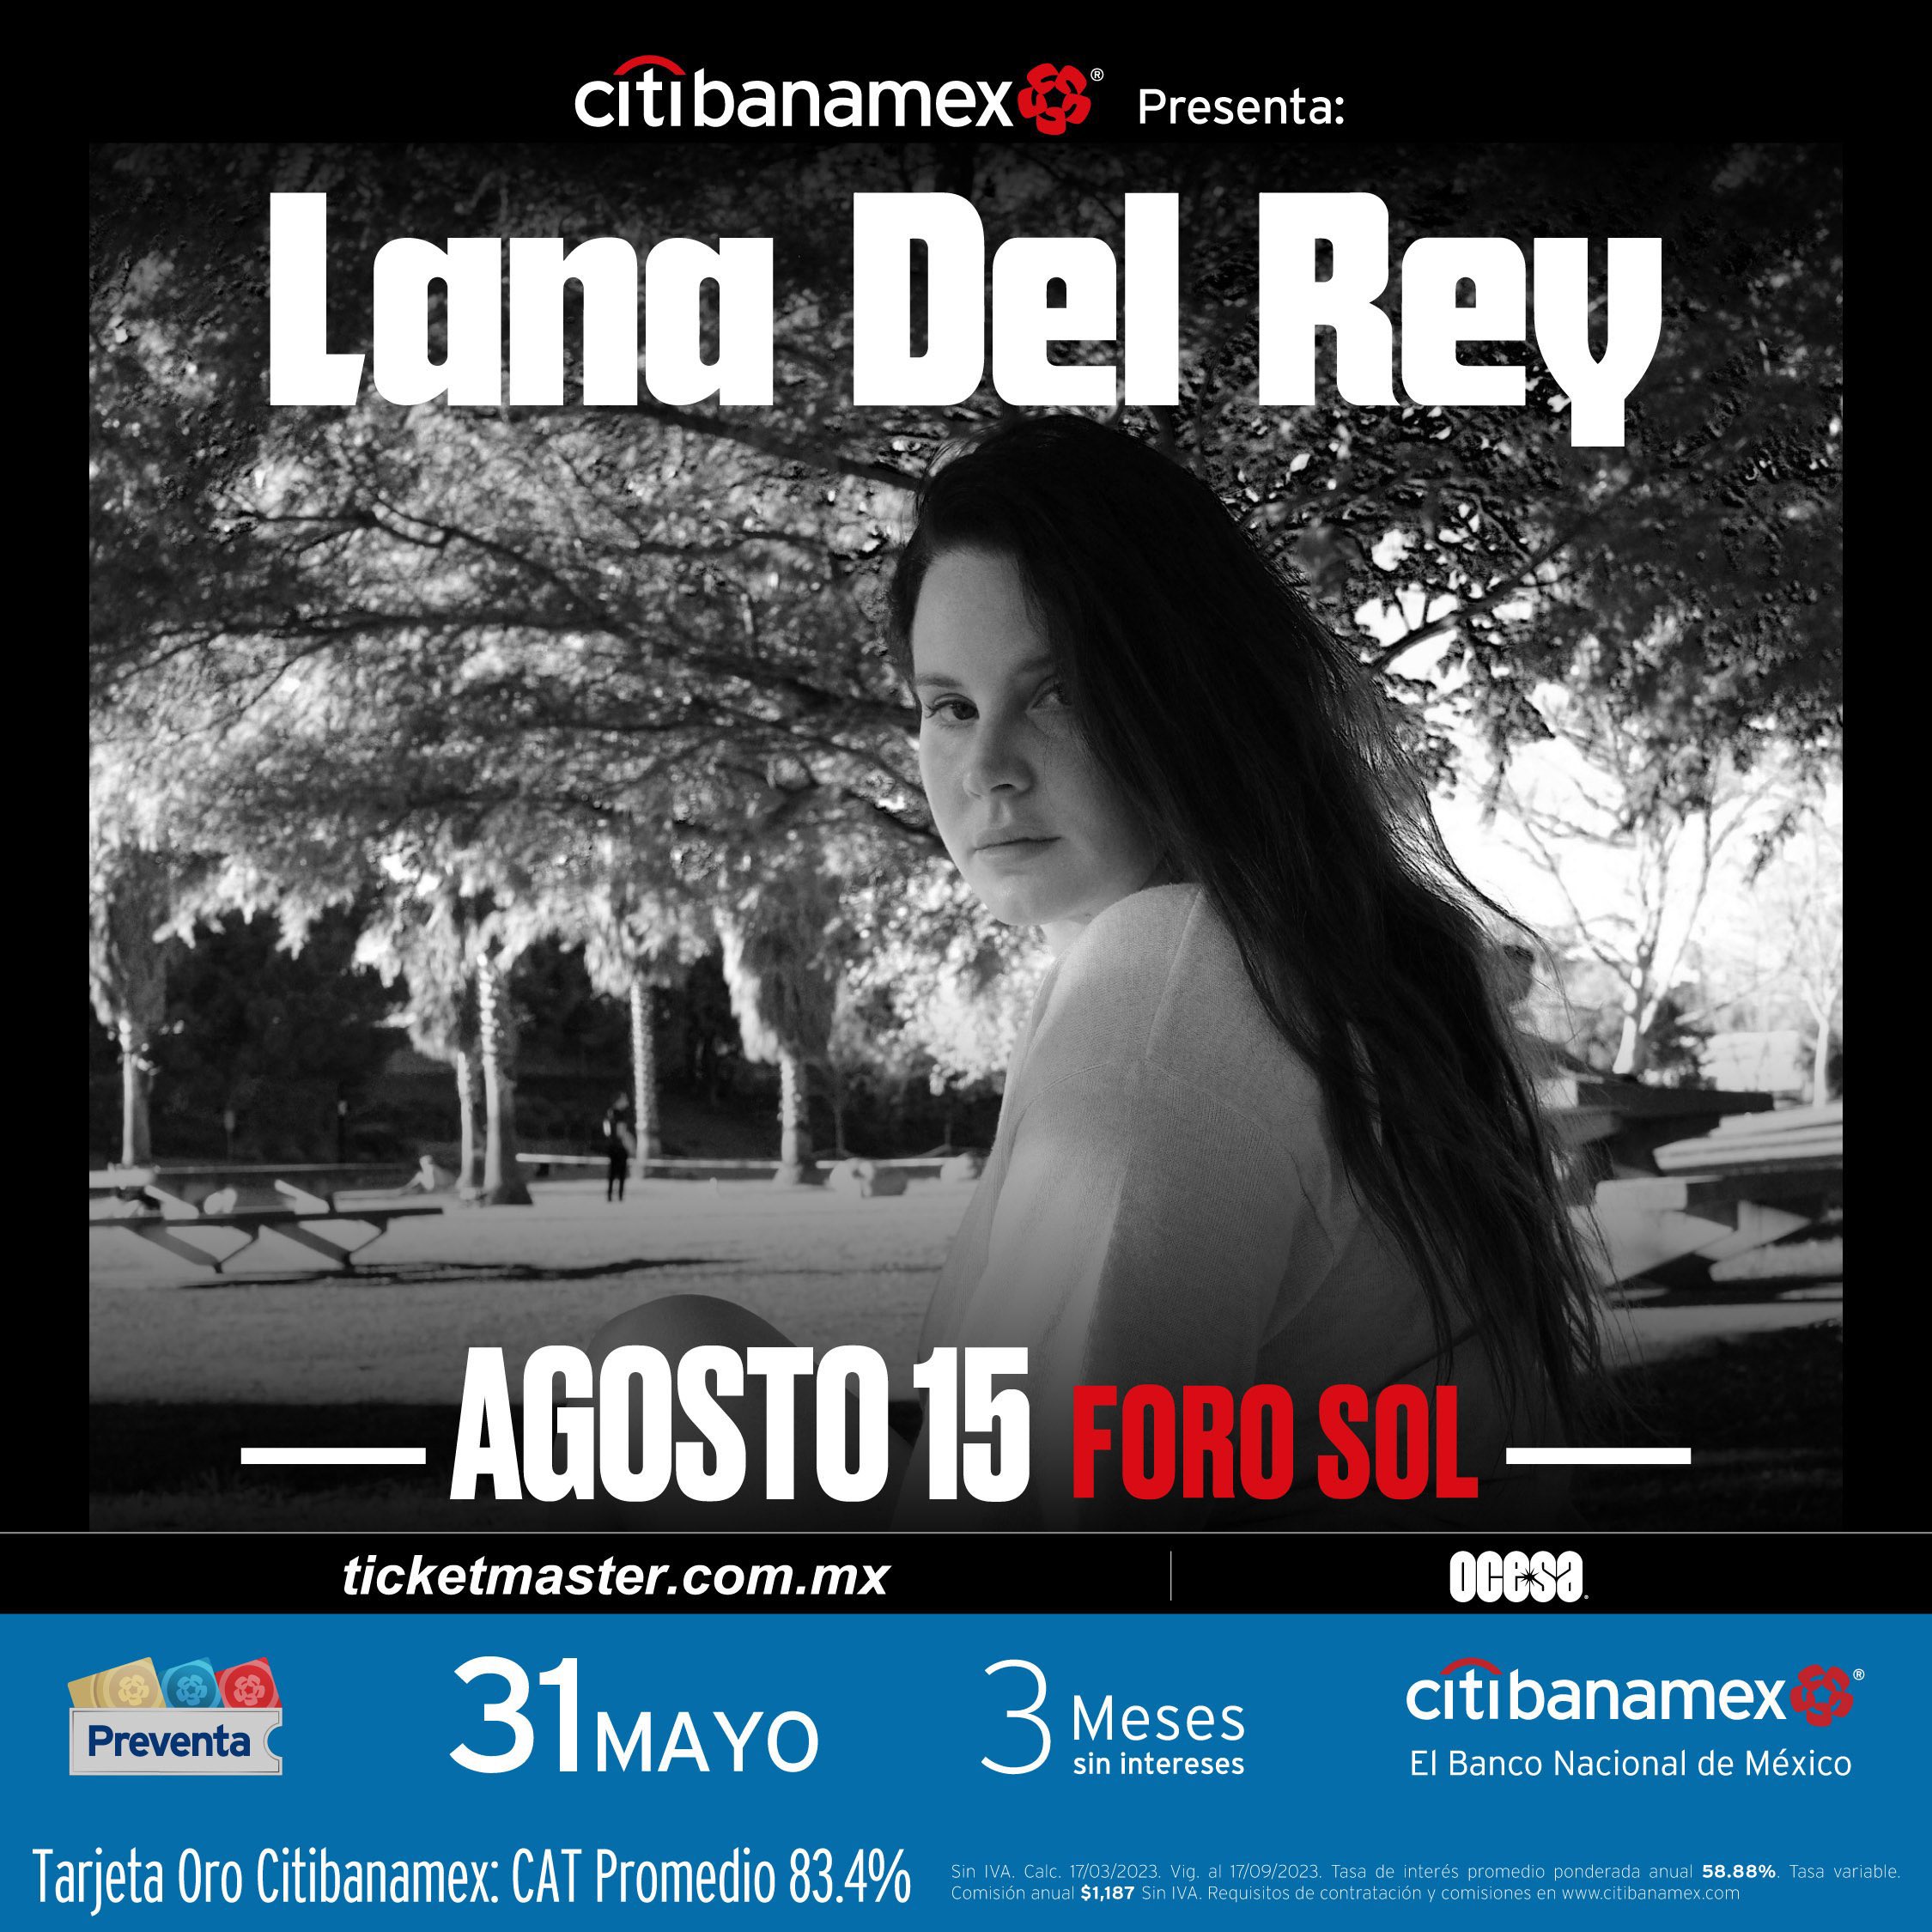 citibanamex® Presenta:
Lana Del Rey
AGOSTO 15 FORO SOL
ticketmaster.com.mx
OCESA
Preventa
31 MAYO
3 Meses
sin intereses
citibanamex®
El Banco Nacional de México
Tarjeta Oro Citibanamex: CAT Promedio 83.4%
Sin IVA. Calc. 17/03/2023. Vig. al 17/09/2023. Tasa de interés promedio ponderada anual 58.88%. Tasa variable.
Comisión anual $1,187 Sin IVA. Requisitos de contratación y comisiones en www.citibanamex.com